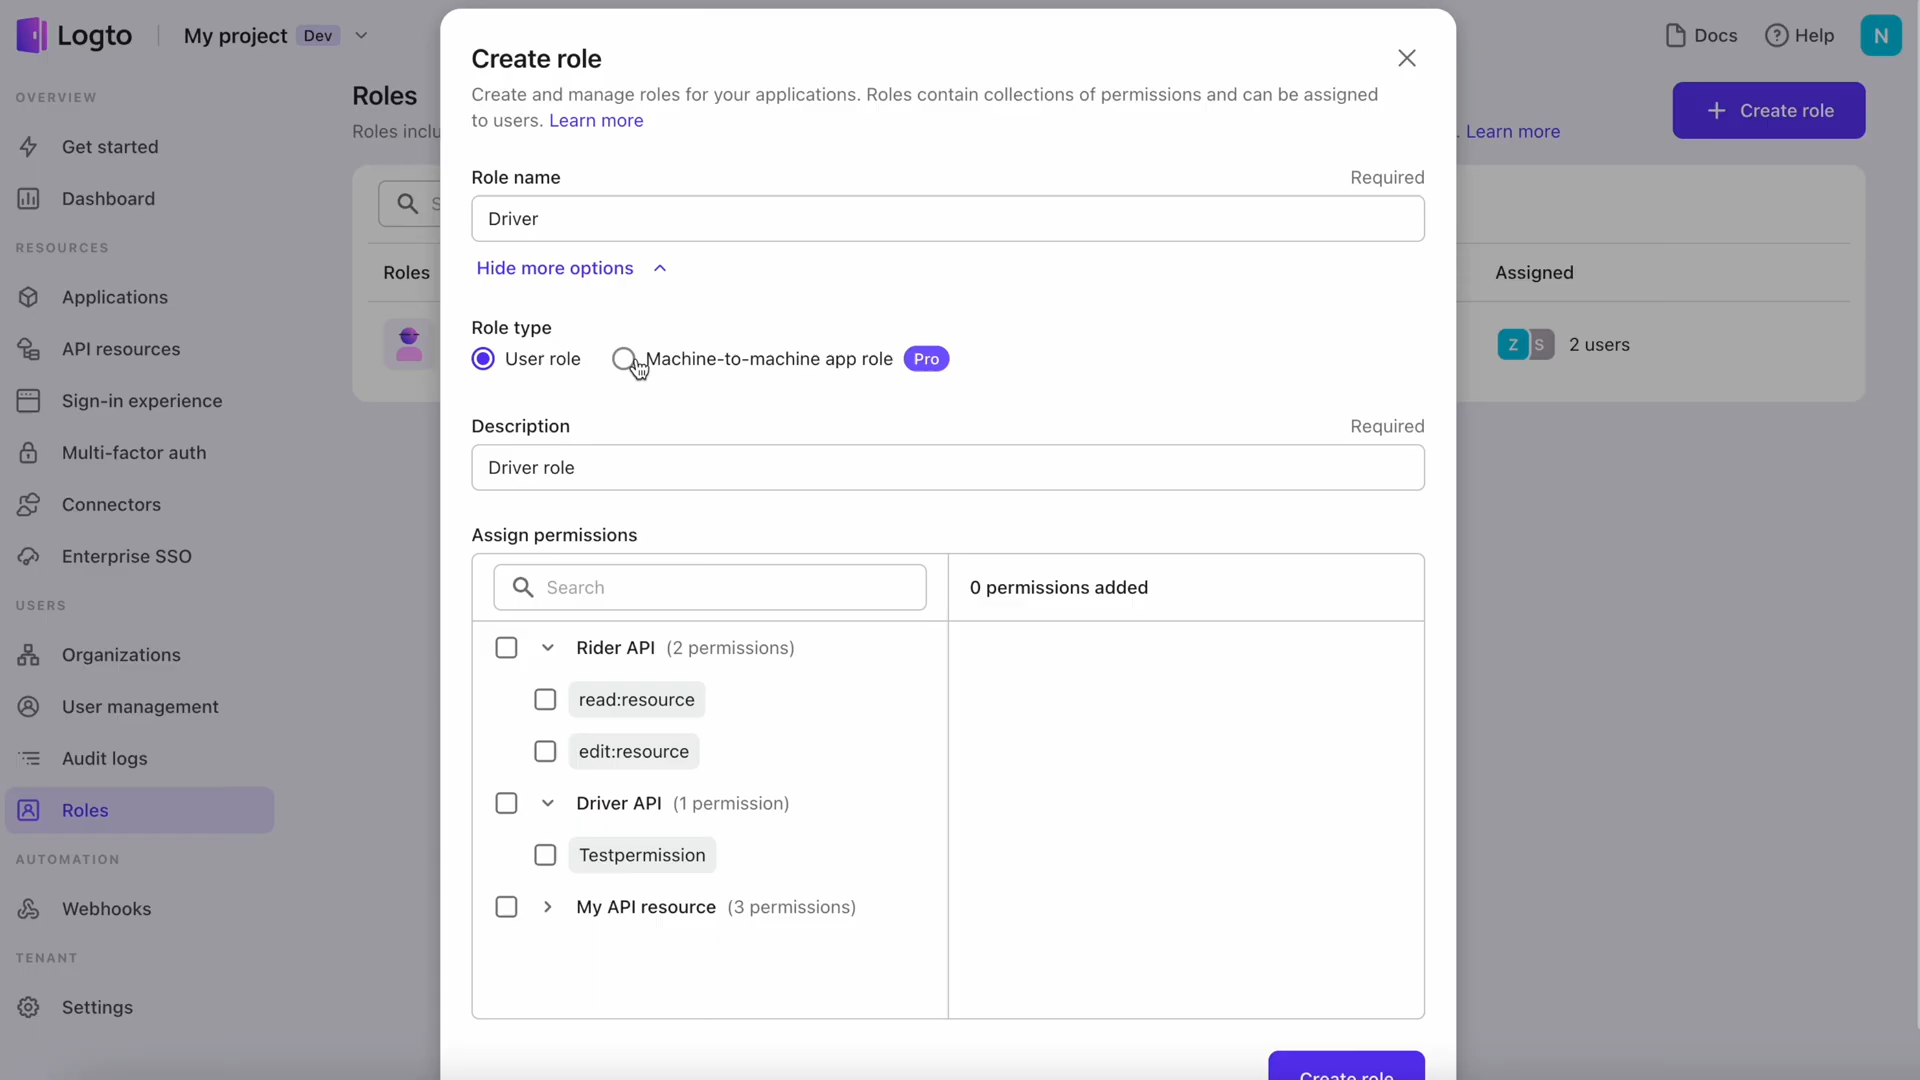 Logto
My project Dev
Docs
Help
N
OVERVIEW
Get started
Dashboard
RESOURCES
Applications
API resources
Sign-in experience
Multi-factor auth
Connectors
Enterprise SSO
USERS
Organizations
User management
Audit logs
Roles
AUTOMATION
Webhooks
TENANT
Settings
Roles
Roles inclu
. Learn more
+ Create role
S
Roles
Assigned
Z S 2 users
Create role
Create and manage roles for your applications. Roles contain collections of permissions and can be assigned
to users. Learn more
Role name Required
Driver
Hide more options
Role type
User role Machine-to-machine app role Pro
Description Required
Driver role
Assign permissions
Search
0 permissions added
Rider API (2 permissions)
read:resource
edit:resource
Driver API (1 permission)
Testpermission
My API resource (3 permissions)
Create role